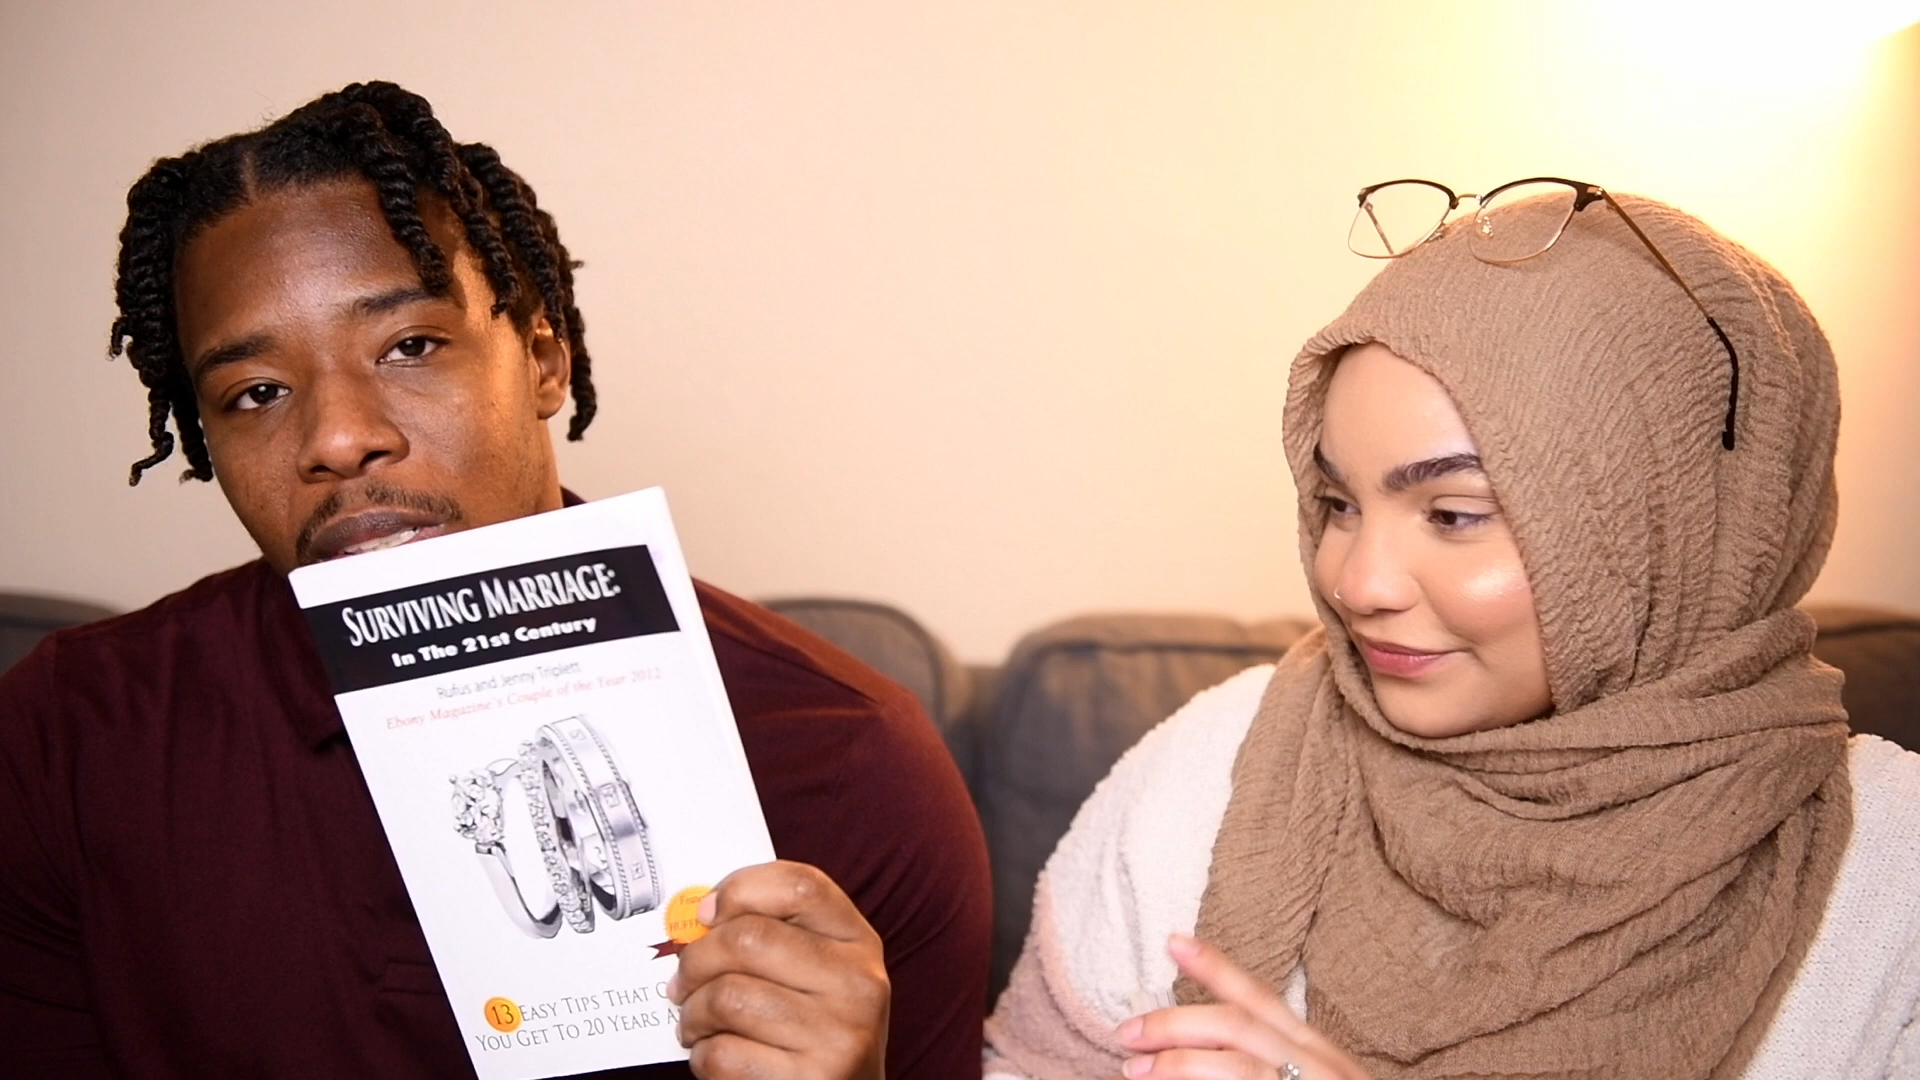 SURVIVING MARRIAGE:
In The 21st Century
Rufus and Jenny Triplett
Ebony Magazine's Couple of the Year 2012
13 EASY TIPS THAT
YOU GET TO 20 YEARS